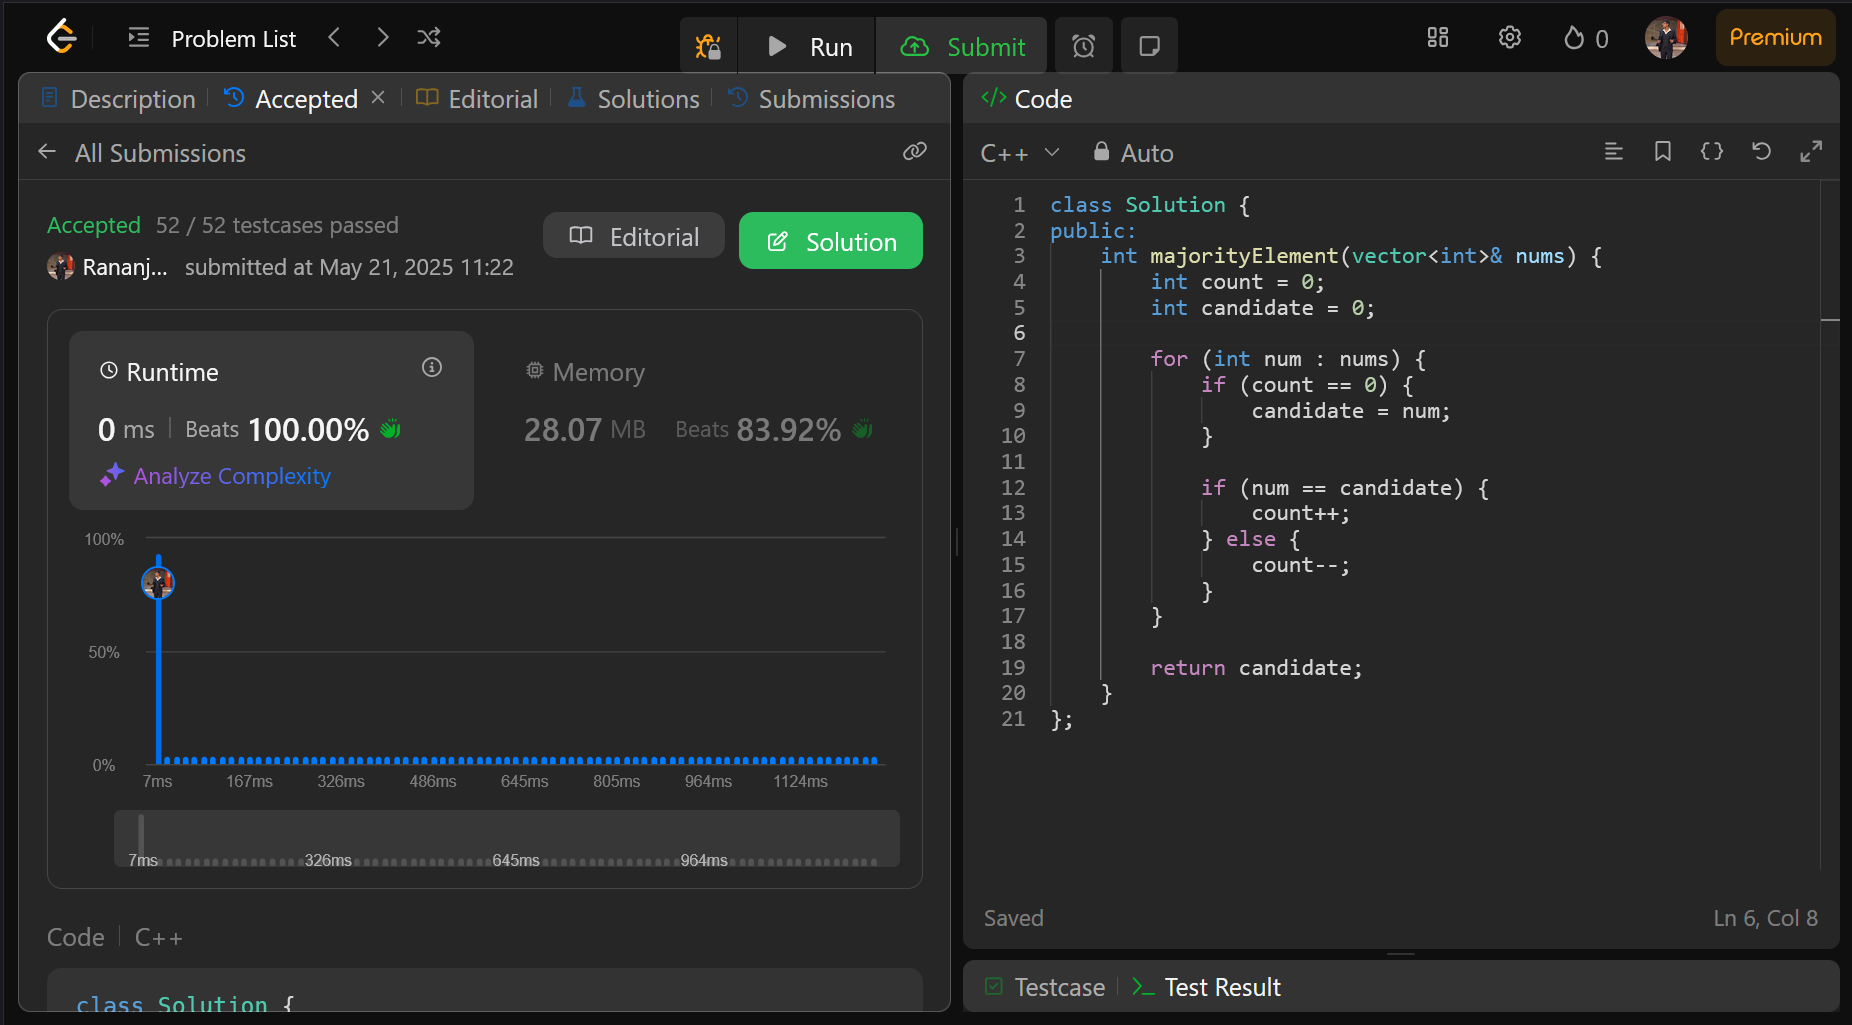 Problem List
Run
Submit
0
Premium
Description
Accepted
Editorial
Solutions
Submissions
All Submissions
Accepted 52 / 52 testcases passed
Rananj... submitted at May 21, 2025 11:22
Editorial
Solution
Runtime
0 ms | Beats 100.00%
Analyze Complexity
Memory
28.07 MB Beats 83.92%
100%
50%
0%
7ms 167ms 326ms 486ms 645ms 805ms 964ms 1124ms
7ms 326ms 645ms 964ms
Code | C++
class Solution {
</> Code
C++ Auto
1 class Solution {
2 public:
3 int majorityElement(vector<int>& nums) {
4 int count = 0;
5 int candidate = 0;
6
7 for (int num : nums) {
8 if (count == 0) {
9 candidate = num;
10 }
11
12 if (num == candidate) {
13 count++;
14 } else {
15 count--;
16 }
17 }
18
19 return candidate;
20 }
21 };
Saved
Ln 6, Col 8
Testcase
Test Result